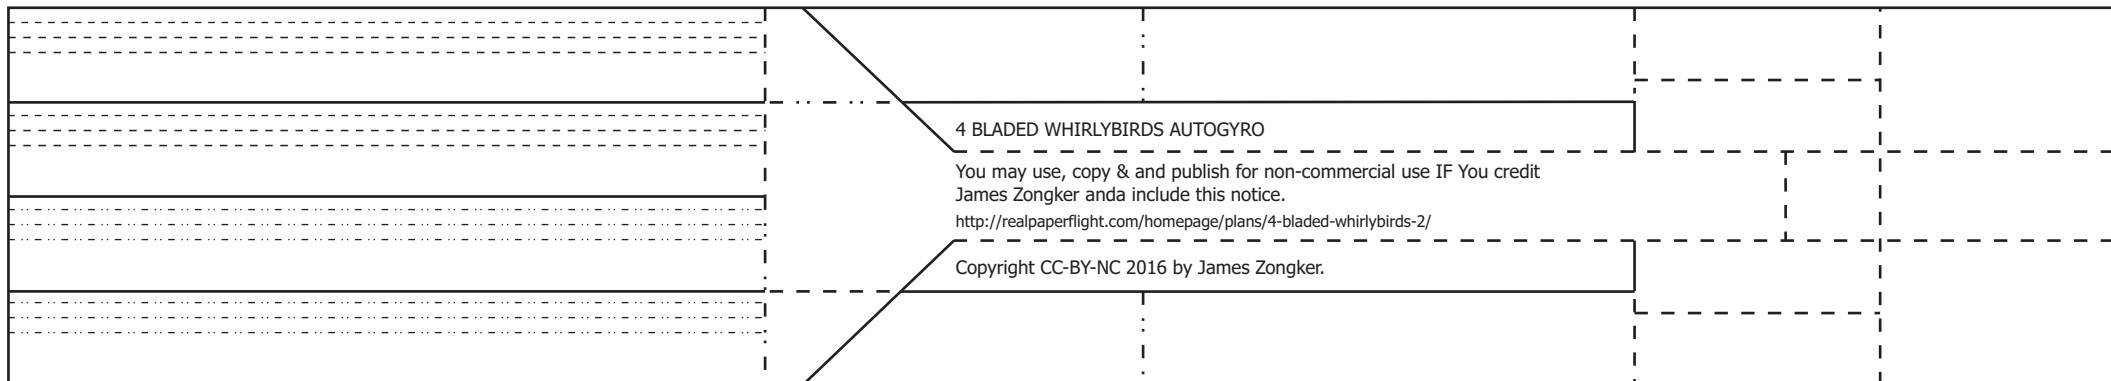 4 BLADED WHIRLYBIRDS AUTOGYRO
You may use, copy & and publish for non-commercial use IF You credit
James Zongker anda include this notice.
http://realpaperflight.com/homepage/plans/4-bladed-whirlybirds-2/
Copyright CC-BY-NC 2016 by James Zongker.